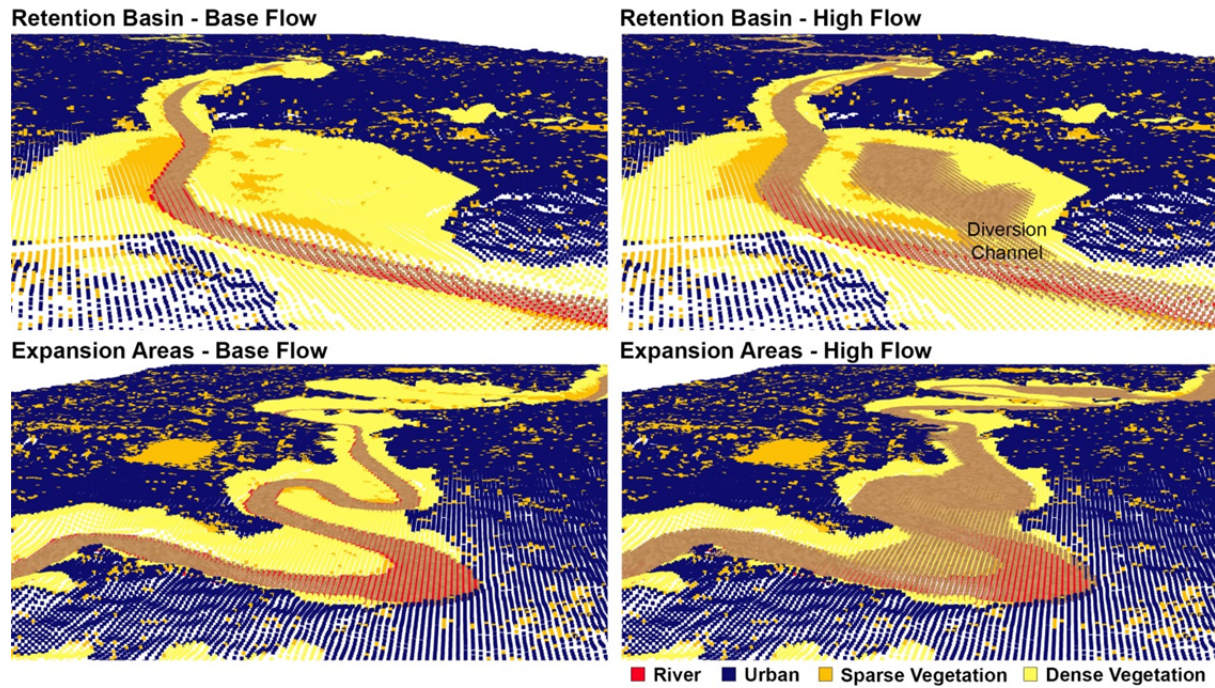 Retention Basin - Base Flow
Retention Basin - High Flow
Diversion
Channel
Expansion Areas - Base Flow
Expansion Areas - High Flow
River Urban Sparse Vegetation Dense Vegetation